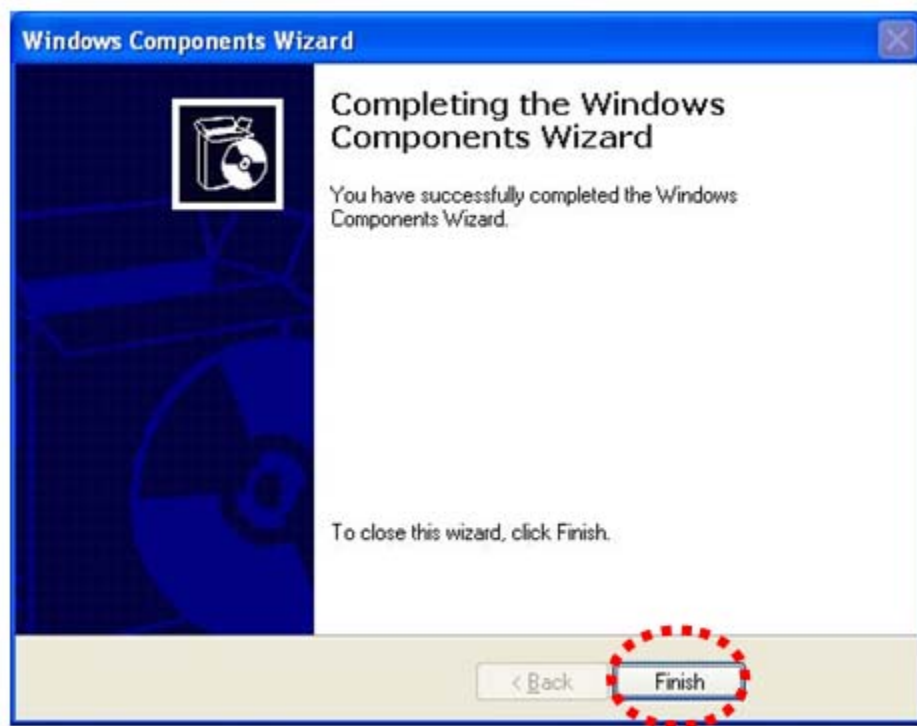 Windows Components Wizard
Completing the Windows
Components Wizard
You have successfully completed the Windows
Components Wizard.
To close this wizard, click Finish.
< Back
Finish